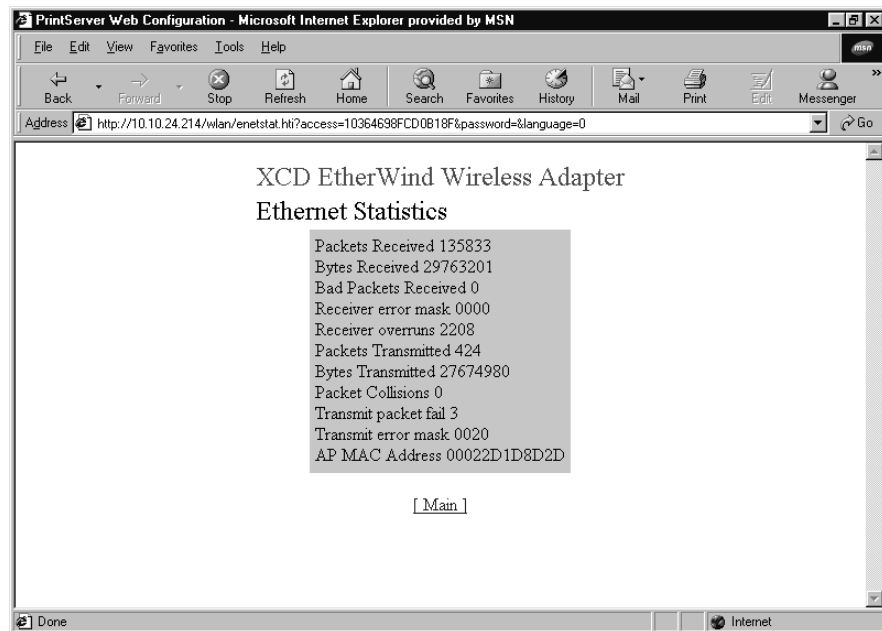 PrintServer Web Configuration - Microsoft Internet Explorer provided by MSN
File Edit View Favorites Tools Help
msn
Back Forward Stop Refresh Home Search Favorites History Mail Print Edit Messenger »
Address http://10.10.24.214/wlan/enetstat.hti?access=10364698FCD0B18F&password=&language=0 Go
XCD EtherWind Wireless Adapter
Ethernet Statistics
Packets Received 135833
Bytes Received 29763201
Bad Packets Received 0
Receiver error mask 0000
Receiver overruns 2208
Packets Transmitted 424
Bytes Transmitted 27674980
Packet Collisions 0
Transmit packet fail 3
Transmit error mask 0020
AP MAC Address 00022D1D8D2D
[ Main ]
Done Internet